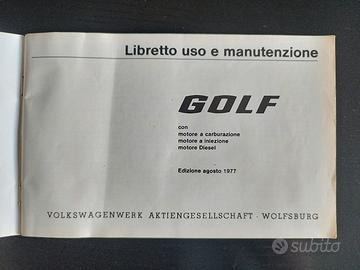 Libretto uso e manutenzione
GOLF
con
motore a carburazione
motore a iniezione
motore Diesel
Edizione agosto 1977
VOLKSWAGENWERK AKTIENGESELLSCHAFT · WOLFSBURG
subito